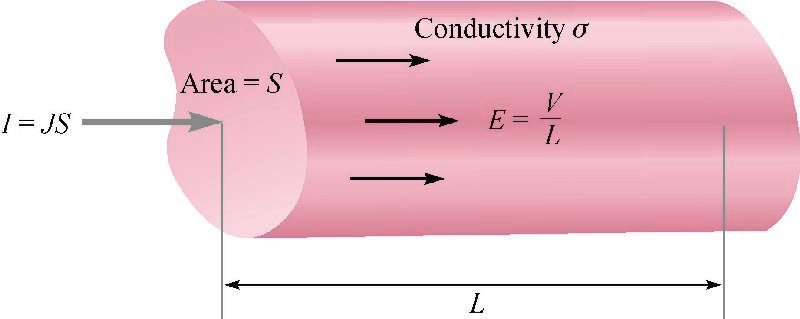 Conductivity σ
Area = S
I = JS
E = V/L
L